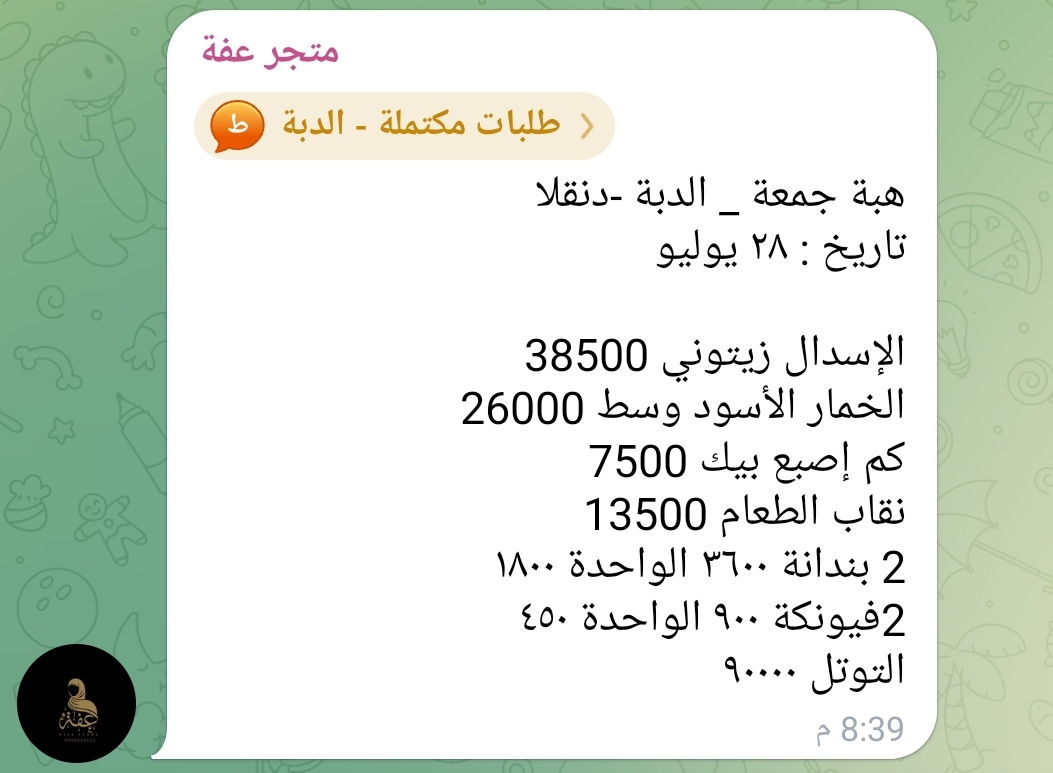 متجر عفة
ط طلبات مكتملة - الدبة
هبة جمعة _ الدبة -دنقلا
تاريخ : ٢٨ يوليو
الإسدال زيتوني 38500
الخمار الأسود وسط 26000
كم إصبع بيك 7500
نقاب الطعام 13500
2 بندانة ٣٦٠٠ الواحدة ١٨٠٠
2فيونكة ٩٠٠ الواحدة ٤٥٠
التوتل ٩٠٠٠٠
8:39 م
عفة